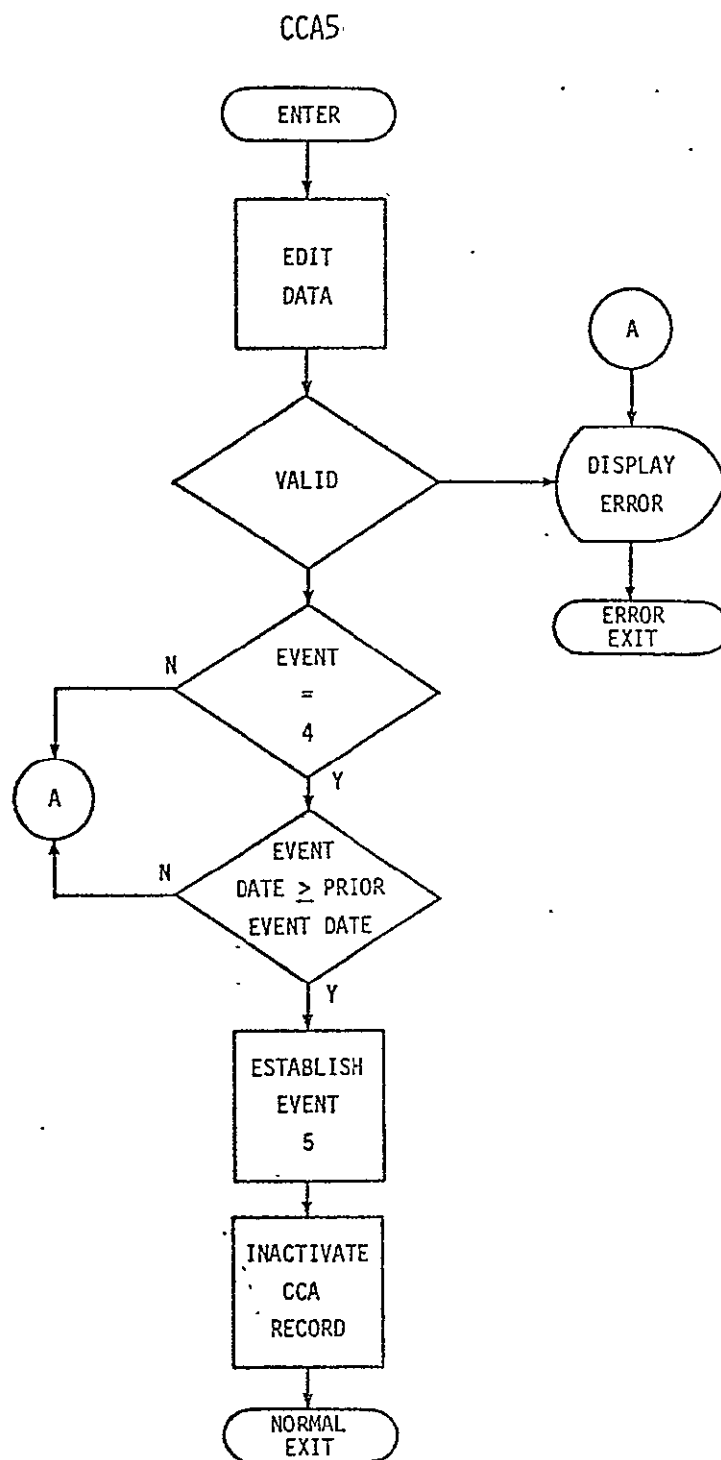 CCA5
ENTER
EDIT
DATA
A
VALID
DISPLAY
ERROR
ERROR
EXIT
N
EVENT
=
4
Y
A
N
EVENT
DATE ≥ PRIOR
EVENT DATE
Y
ESTABLISH
EVENT
5
INACTIVATE
CCA
RECORD
NORMAL
EXIT